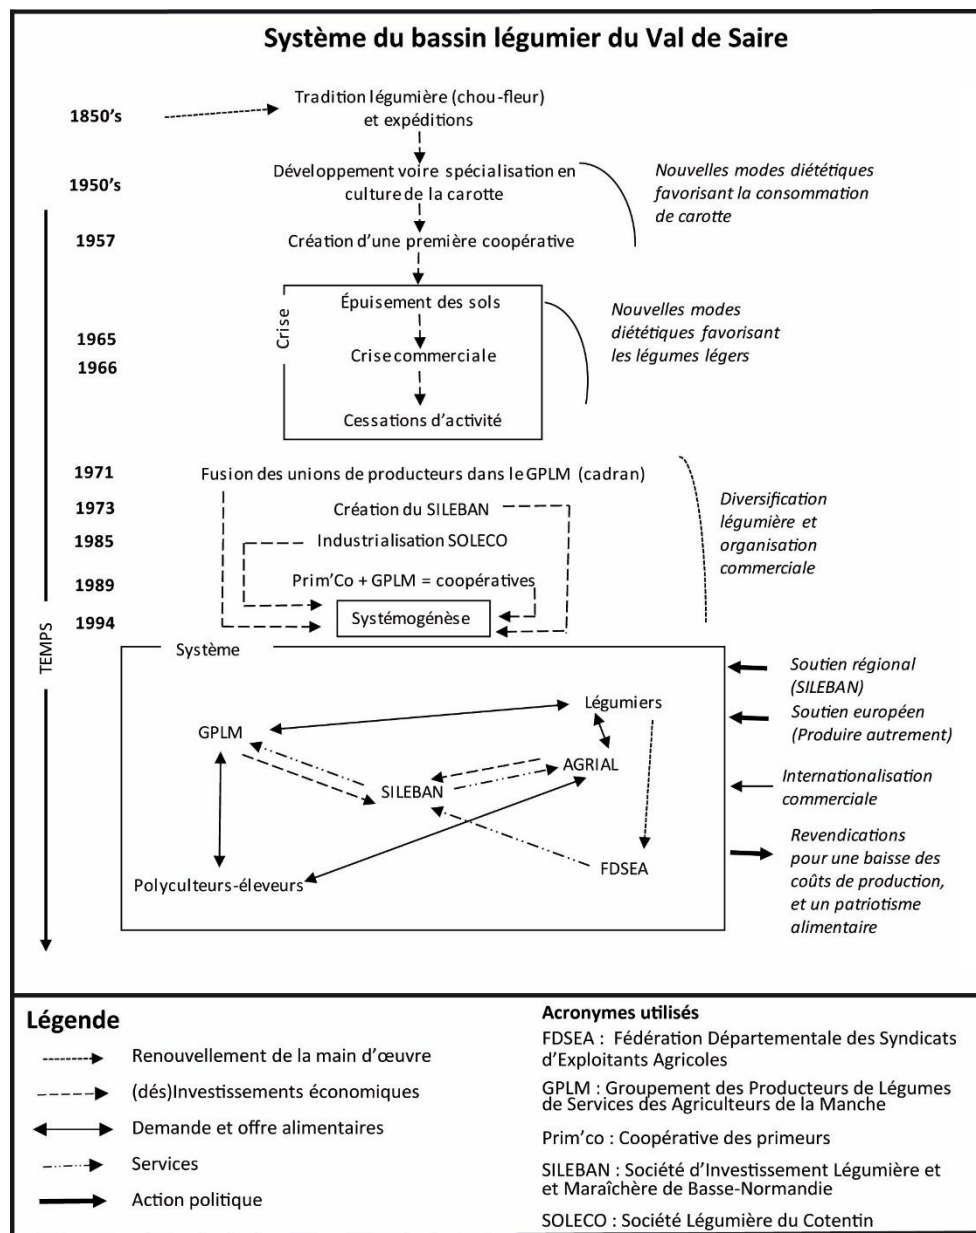 Système du bassin légumier du Val de Saire
1850's
Tradition légumière (chou-fleur)
et expéditions
1950's
Développement voire spécialisation en
culture de la carotte
Nouvelles modes diététiques
favorisant la consommation
de carotte
1957
Création d'une première coopérative
Crise
Épuisement des sols
1965
1966
Crise commerciale
Cessations d'activité
Nouvelles modes
diététiques favorisant
les légumes légers
1971
Fusion des unions de producteurs dans le GPLM (cadran)
1973
Création du SILEBAN
1985
Industrialisation SOLECO
1989
Prim'Co + GPLM = coopératives
1994
Systémogénèse
Diversification
légumière et
organisation
commerciale
TEMPS
Système
Légumiers
GPLM
AGRIAL
SILEBAN
FDSEA
Polyculteurs-éleveurs
Soutien régional
(SILEBAN)
Soutien européen
(Produire autrement)
Internationalisation
commerciale
Revendications
pour une baisse des
coûts de production,
et un patriotisme
alimentaire
Légende
Renouvellement de la main d'œuvre
(dés)Investissements économiques
Demande et offre alimentaires
Services
Action politique
Acronymes utilisés
FDSEA : Fédération Départementale des Syndicats
d'Exploitants Agricoles
GPLM : Groupement des Producteurs de Légumes
de Services des Agriculteurs de la Manche
Prim'co : Coopérative des primeurs
SILEBAN : Société d'Investissement Légumière et
et Maraîchère de Basse-Normandie
SOLECO : Société Légumière du Cotentin